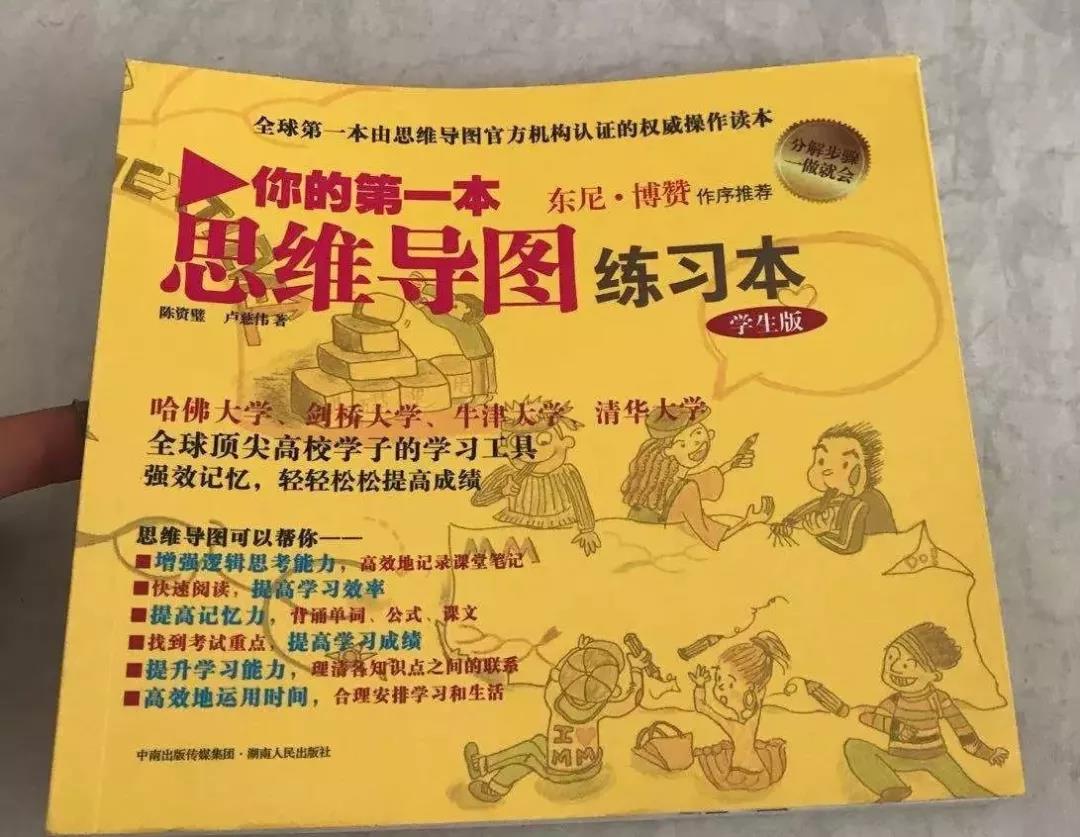 全球第一本由思维导图官方机构认证的权威操作读本
分解步骤
一做就会
你的第一本
东尼·博赞 作序推荐
思维导图 练习本
学生版
陈资璧 卢慈伟 著
哈佛大学、剑桥大学、牛津大学、清华大学
全球顶尖高校学子的学习工具
强效记忆，轻轻松松提高成绩
思维导图可以帮你——
■增强逻辑思考能力，高效地记录课堂笔记
■快速阅读，提高学习效率
■提高记忆力，背诵单词、公式、课文
■找到考试重点，提高学习成绩
■提升学习能力，理清各知识点之间的联系
■高效地运用时间，合理安排学习和生活
MM
I
MM
中南出版传媒集团·湖南人民出版社